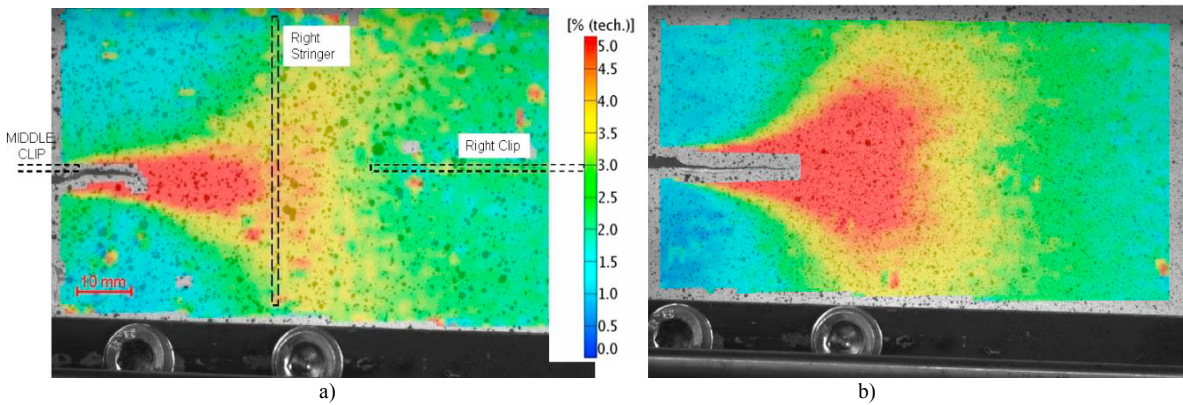 [% (tech.)]
Right
Stringer
5.0
4.5
4.0
3.5
MIDDLE
CLIP
Right Clip
3.0
2.5
2.0
10 mm
1.5
1.0
0.5
0.0
a)
b)